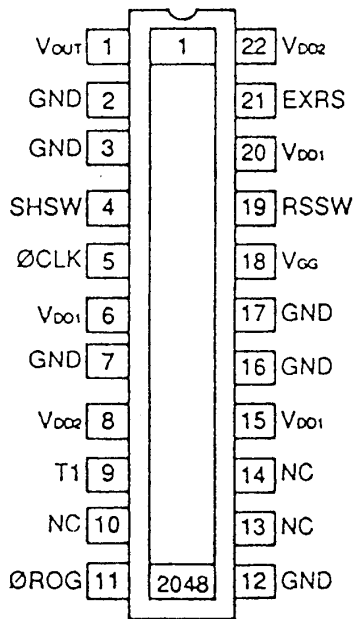 VOUT 1 1 22 VDD2
GND 2 21 EXRS
GND 3 20 VDD1
SHSW 4 19 RSSW
ØCLK 5 18 VGG
VDD1 6 17 GND
GND 7 16 GND
VDD2 8 15 VDD1
T1 9 14 NC
NC 10 13 NC
ØROG 11 2048 12 GND